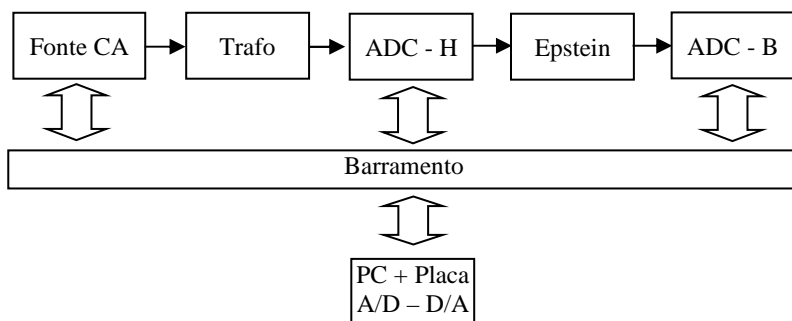 Fonte CA
Trafo
ADC - H
Epstein
ADC - B
Barramento
PC + Placa
A/D – D/A